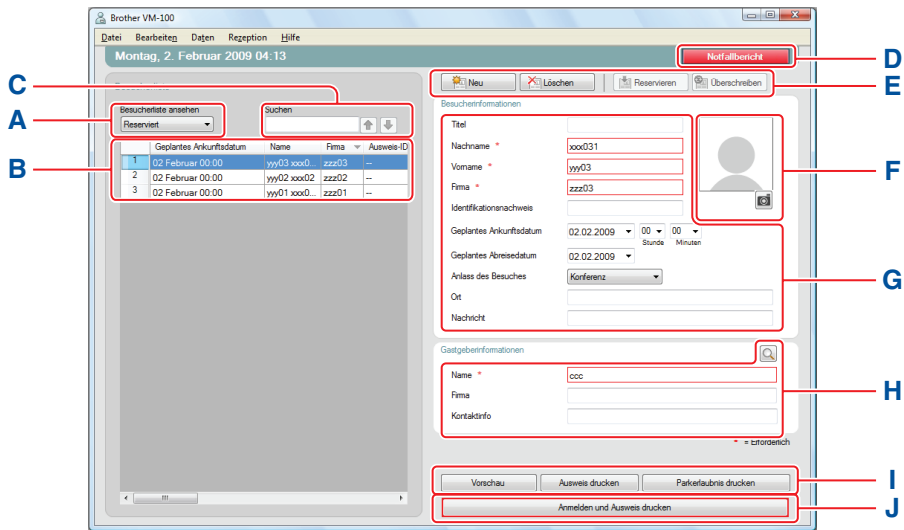 Brother VM-100
Datei Bearbeiten Daten Rezeption Hilfe
Montag, 2. Februar 2009 04:13
Notfallbericht
D
C
Neu Löschen Reservieren Überschreiben
E
Besucherliste ansehen
Suchen
A
Reserviert
Geplantes Ankunftsdatum Name Firma Ausweis-ID
B
1 02 Februar 00:00 yyy03 xxx0... zzz03 --
2 02 Februar 00:00 yyy02 xxx02 zzz02 --
3 02 Februar 00:00 yyy01 xxx0... zzz01 --
Besucherinformationen
Titel
Nachname * xxx031
Vorname * yyy03
Firma * zzz03
F
Identifikationsnachweis
Geplantes Ankunftsdatum 02.02.2009 00 00
Stunde Minuten
Geplantes Abreisedatum 02.02.2009
Anlass des Besuches Konferenz
G
Ort
Nachricht
Gastgeberinformationen
Name * ccc
H
Firma
Kontaktinfo
* = Erforderlich
Vorschau Ausweis drucken Parkerlaubnis drucken
I
Anmelden und Ausweis drucken
J